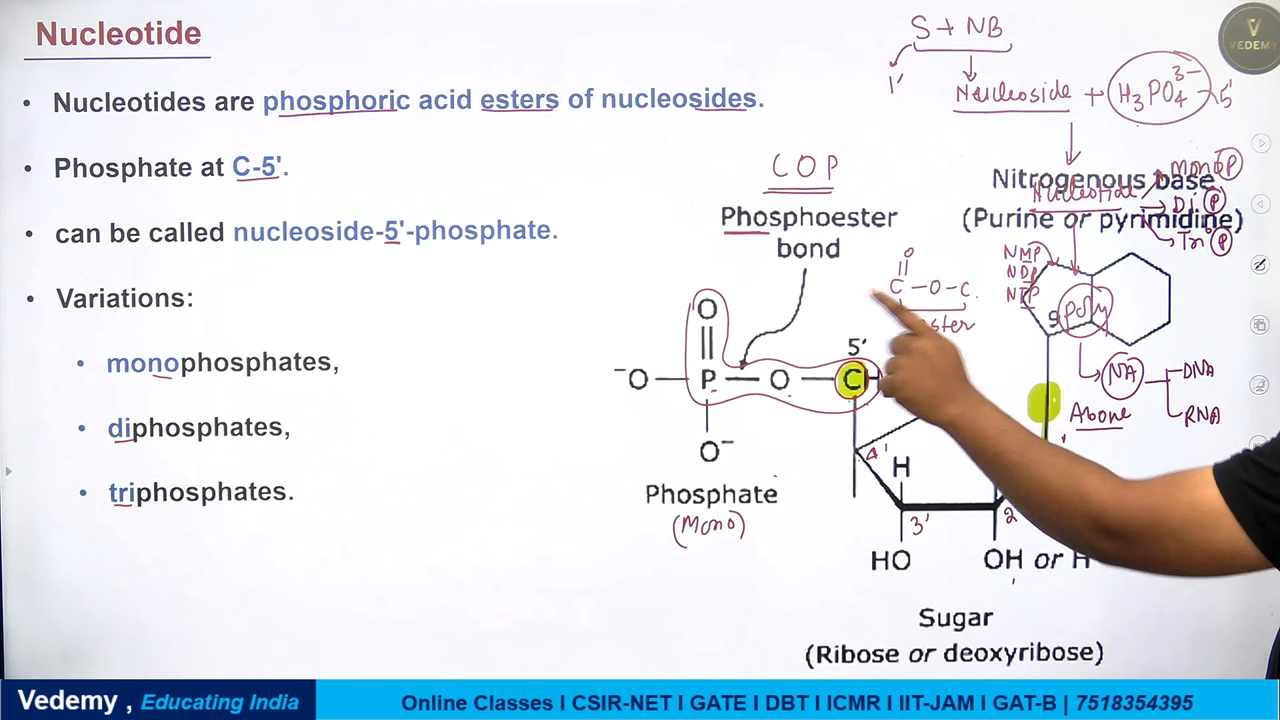 Nucleotide
• Nucleotides are phosphoric acid esters of nucleosides.
• Phosphate at C-5'.
• can be called nucleoside-5'-phosphate.
• Variations:
• monophosphates,
• diphosphates,
• triphosphates.
S + NB
1'
Nucleoside + H3PO4 3- 5'
VEDEMY
COP
Phosphoester
bond
Nitrogenous base
(Purine or pyrimidine)
Nucleotide
Mono P
Di P
Tri P
NMP
NDP
NTP
9
Poly
NA
DNA
RNA
O
C - O - C
O
-O P O C H
O-
5'
4'
H
3'
2
HO
OH or H
Phosphate
(Mono)
Sugar
(Ribose or deoxyribose)
Vedemy , Educating India
Online Classes I CSIR-NET I GATE I DBT I ICMR I IIT-JAM I GAT-B | 7518354395